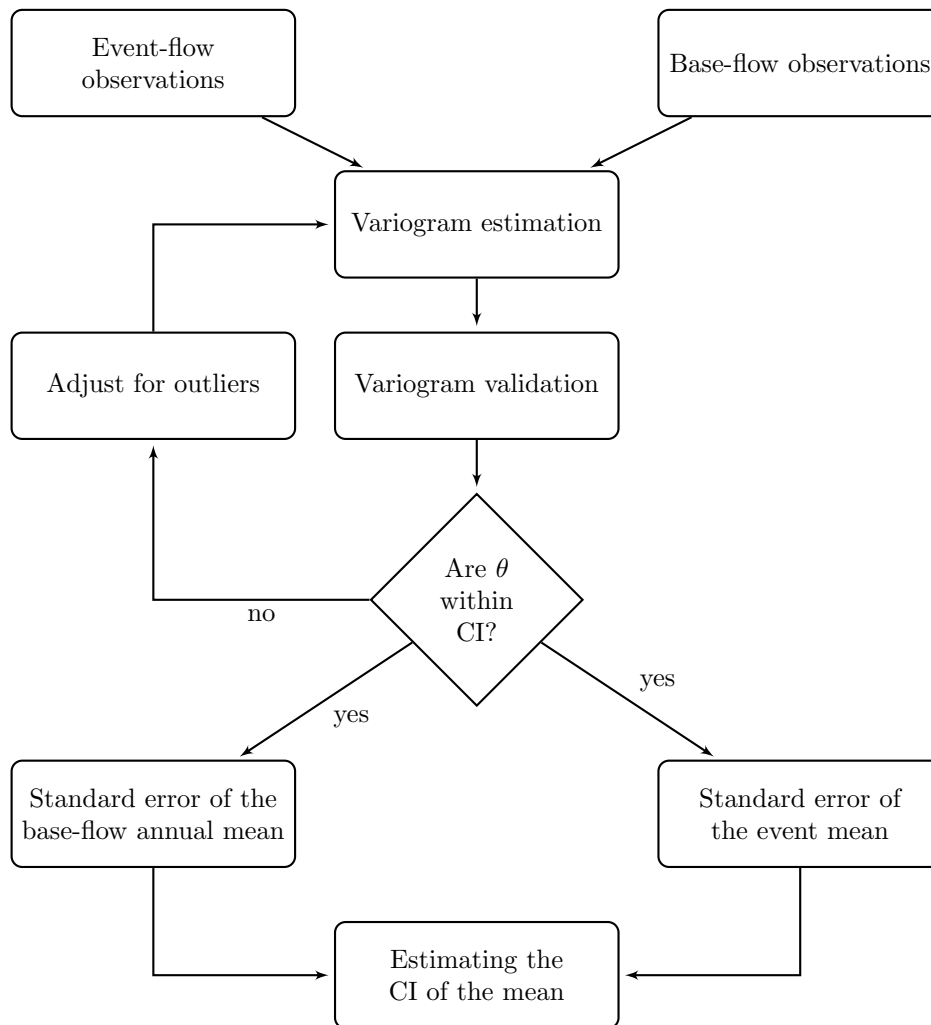 Event-flow
observations
Base-flow observations
Variogram estimation
Adjust for outliers
Variogram validation
Are θ
within
CI?
no
yes
yes
Standard error of the
base-flow annual mean
Standard error of
the event mean
Estimating the
CI of the mean